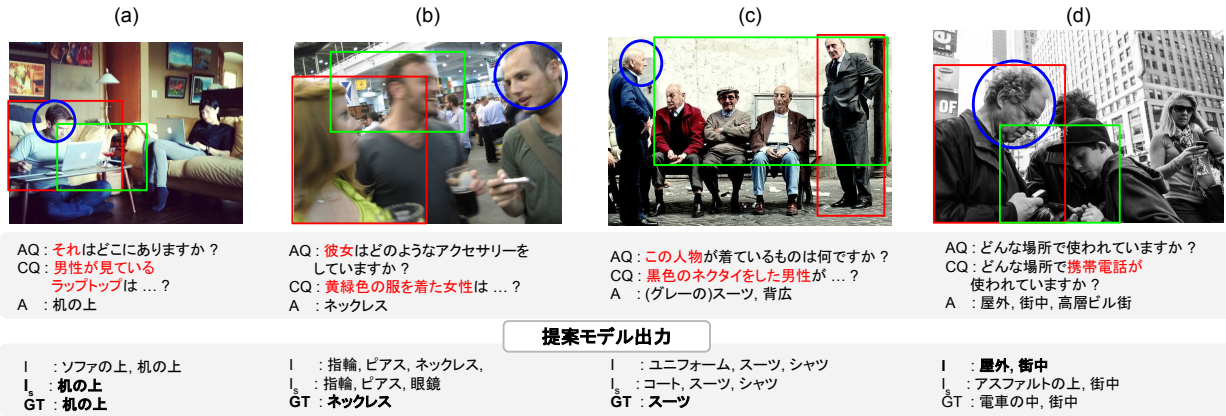 (a)
(b)
(c)
(d)
OF
AQ : それはどこにありますか ?
CQ : 男性が見ている
ラップトップは ... ?
A : 机の上
AQ : 彼女はどのようなアクセサリーを
していますか ?
CQ : 黄緑色の服を着た女性は ... ?
A : ネックレス
AQ : この人物が着ているものは何ですか ?
CQ : 黒色のネクタイをした男性が ... ?
A : (グレーの)スーツ, 背広
AQ : どんな場所で使われていますか ?
CQ : どんな場所で携帯電話が
使われていますか ?
A : 屋外, 街中, 高層ビル街
提案モデル出力
I : ソファの上, 机の上
Is : 机の上
GT : 机の上
I : 指輪, ピアス, ネックレス,
Is : 指輪, ピアス, 眼鏡
GT : ネックレス
I : ユニフォーム, スーツ, シャツ
Is : コート, スーツ, シャツ
GT : スーツ
I : 屋外, 街中
Is : アスファルトの上, 街中
GT : 電車の中, 街中